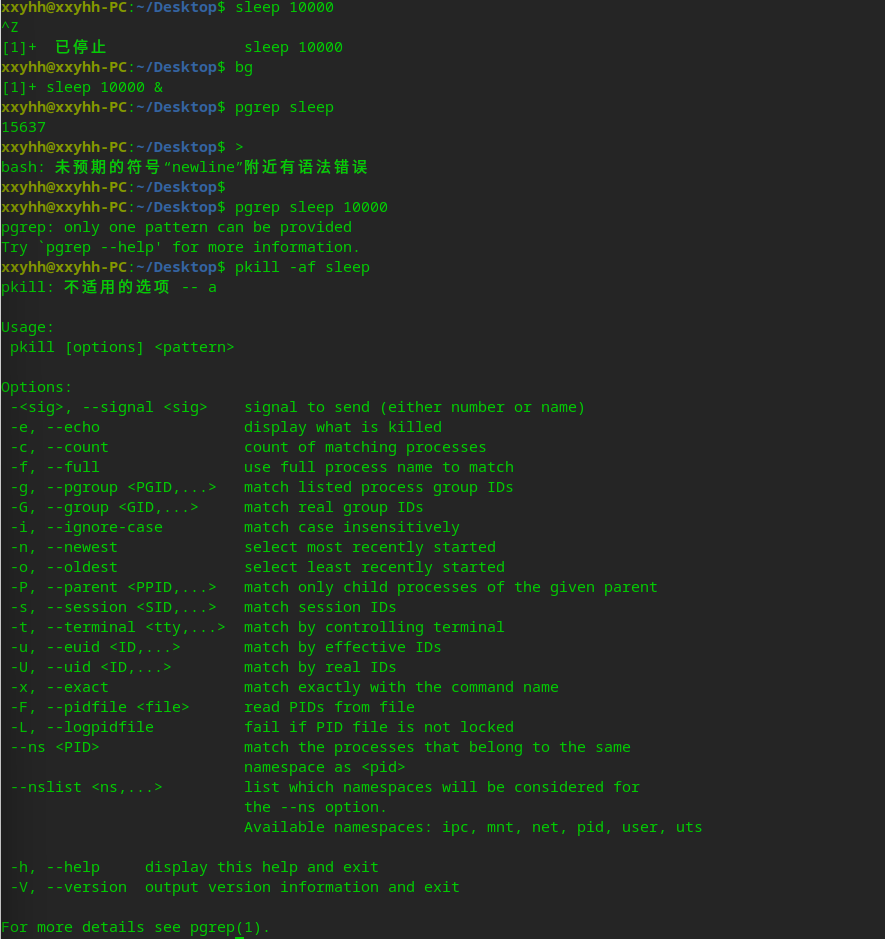 xxyhh@xxyhh-PC:~/Desktop$ sleep 10000
^Z
[1]+  已停止               sleep 10000
xxyhh@xxyhh-PC:~/Desktop$ bg
[1]+ sleep 10000 &
xxyhh@xxyhh-PC:~/Desktop$ pgrep sleep
15637
xxyhh@xxyhh-PC:~/Desktop$ >
bash: 未预期的符号“newline”附近有语法错误
xxyhh@xxyhh-PC:~/Desktop$
xxyhh@xxyhh-PC:~/Desktop$ pgrep sleep 10000
pgrep: only one pattern can be provided
Try `pgrep --help' for more information.
xxyhh@xxyhh-PC:~/Desktop$ pkill -af sleep
pkill: 不适用的选项 -- a

Usage:
 pkill [options] <pattern>

Options:
 -<sig>, --signal <sig>    signal to send (either number or name)
 -e, --echo                display what is killed
 -c, --count               count of matching processes
 -f, --full                use full process name to match
 -g, --pgroup <PGID,...>   match listed process group IDs
 -G, --group <GID,...>     match real group IDs
 -i, --ignore-case         match case insensitively
 -n, --newest              select most recently started
 -o, --oldest              select least recently started
 -P, --parent <PPID,...>   match only child processes of the given parent
 -s, --session <SID,...>   match session IDs
 -t, --terminal <tty,...>  match by controlling terminal
 -u, --euid <ID,...>       match by effective IDs
 -U, --uid <ID,...>        match by real IDs
 -x, --exact               match exactly with the command name
 -F, --pidfile <file>      read PIDs from file
 -L, --logpidfile          fail if PID file is not locked
 --ns <PID>                match the processes that belong to the same
                           namespace as <pid>
 --nslist <ns,...>         list which namespaces will be considered for
                           the --ns option.
                           Available namespaces: ipc, mnt, net, pid, user, uts

 -h, --help     display this help and exit
 -V, --version  output version information and exit

For more details see pgrep(1).